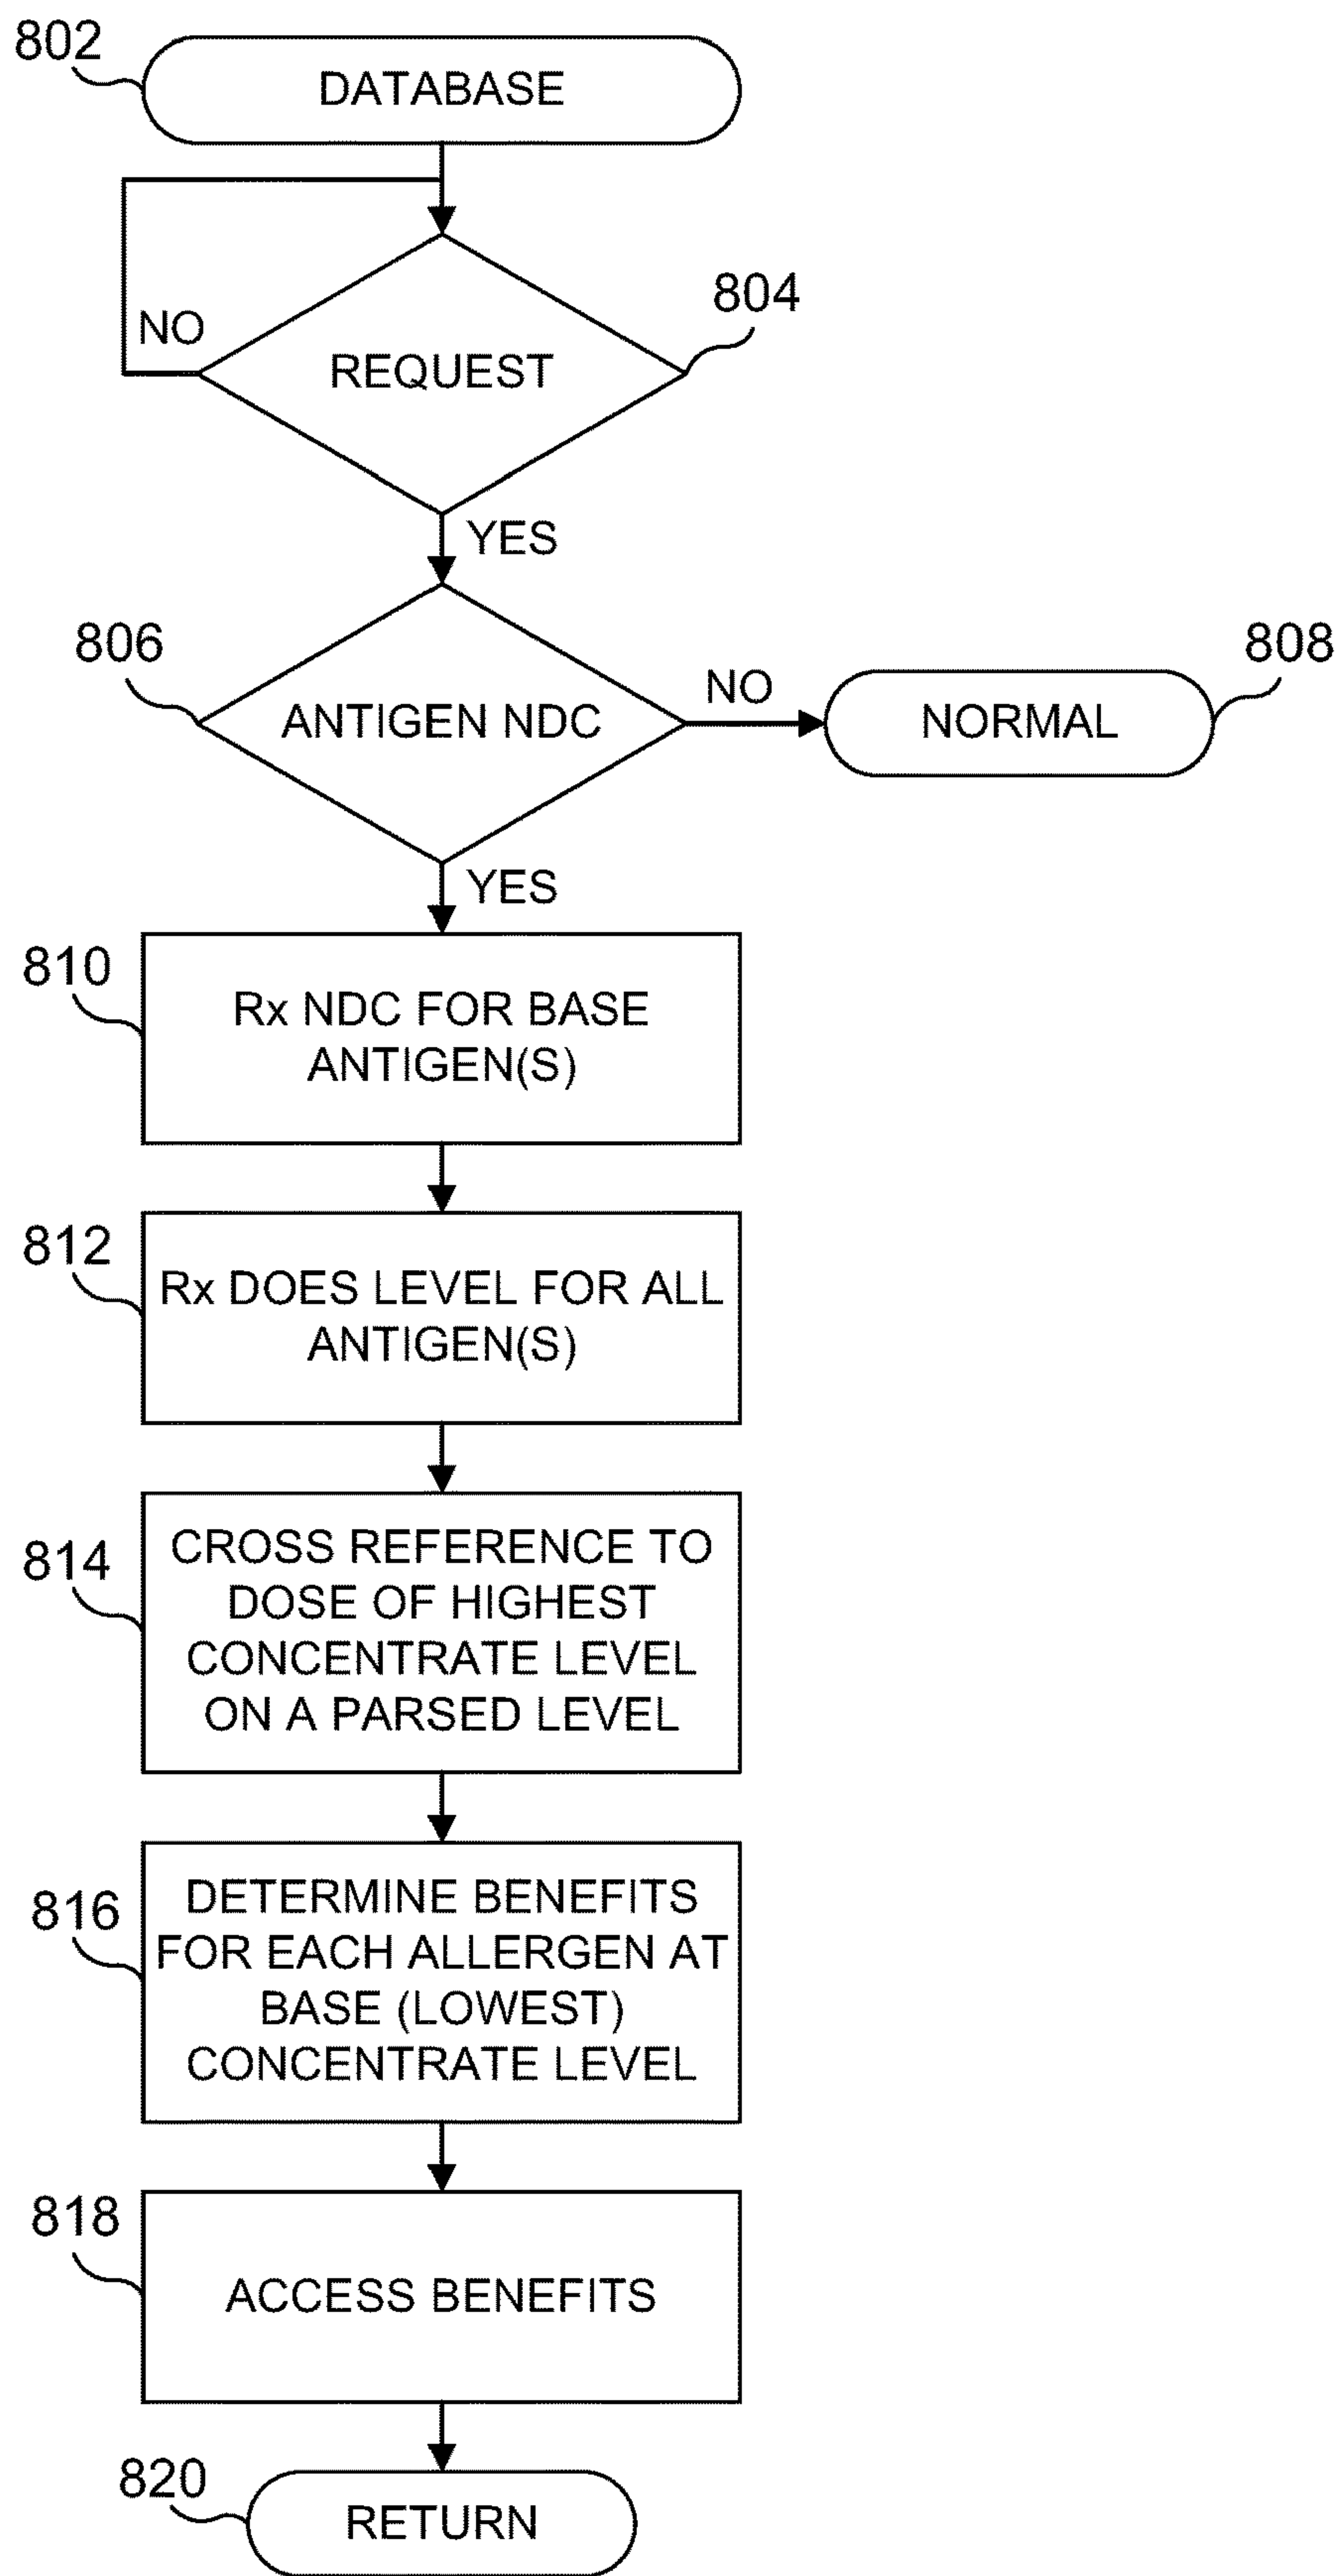 802
DATABASE
804
NO
REQUEST
YES
806
808
NO
ANTIGEN NDC
NORMAL
YES
810
Rx NDC FOR BASE
ANTIGEN(S)
812
Rx DOES LEVEL FOR ALL
ANTIGEN(S)
814
CROSS REFERENCE TO
DOSE OF HIGHEST
CONCENTRATE LEVEL
ON A PARSED LEVEL
816
DETERMINE BENEFITS
FOR EACH ALLERGEN AT
BASE (LOWEST)
CONCENTRATE LEVEL
818
ACCESS BENEFITS
820
RETURN